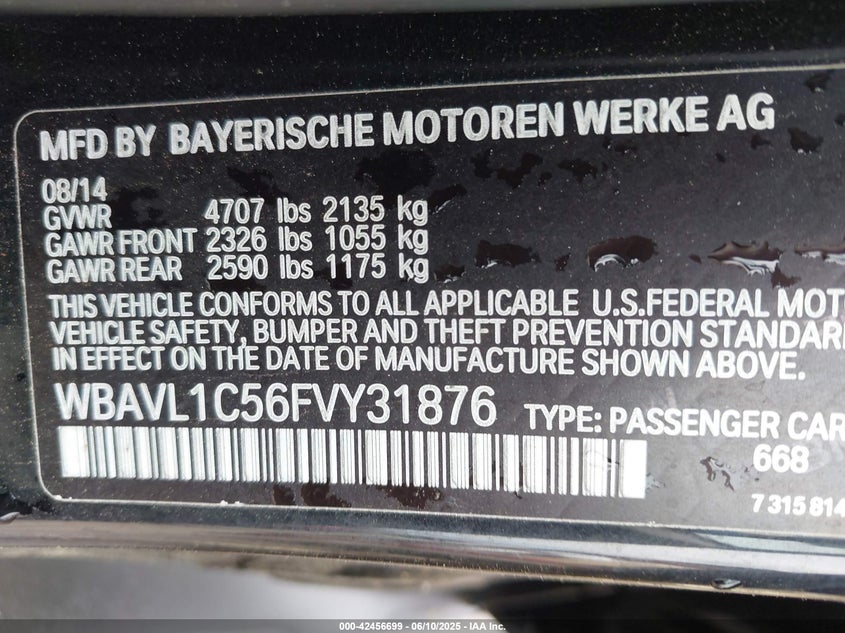 MFD BY BAYERISCHE MOTOREN WERKE AG
08/14
GVWR 4707 lbs 2135 kg
GAWR FRONT 2326 lbs 1055 kg
GAWR REAR 2590 lbs 1175 kg
THIS VEHICLE CONFORMS TO ALL APPLICABLE U.S.FEDERAL MOT
VEHICLE SAFETY, BUMPER AND THEFT PREVENTION STANDAR
IN EFFECT ON THE DATE OF MANUFACTURE SHOWN ABOVE.
WBAVL1C56FVY31876 TYPE: PASSENGER CAR
668
7 315 814
000-42456699 - 06/10/2025 - IAA Inc.